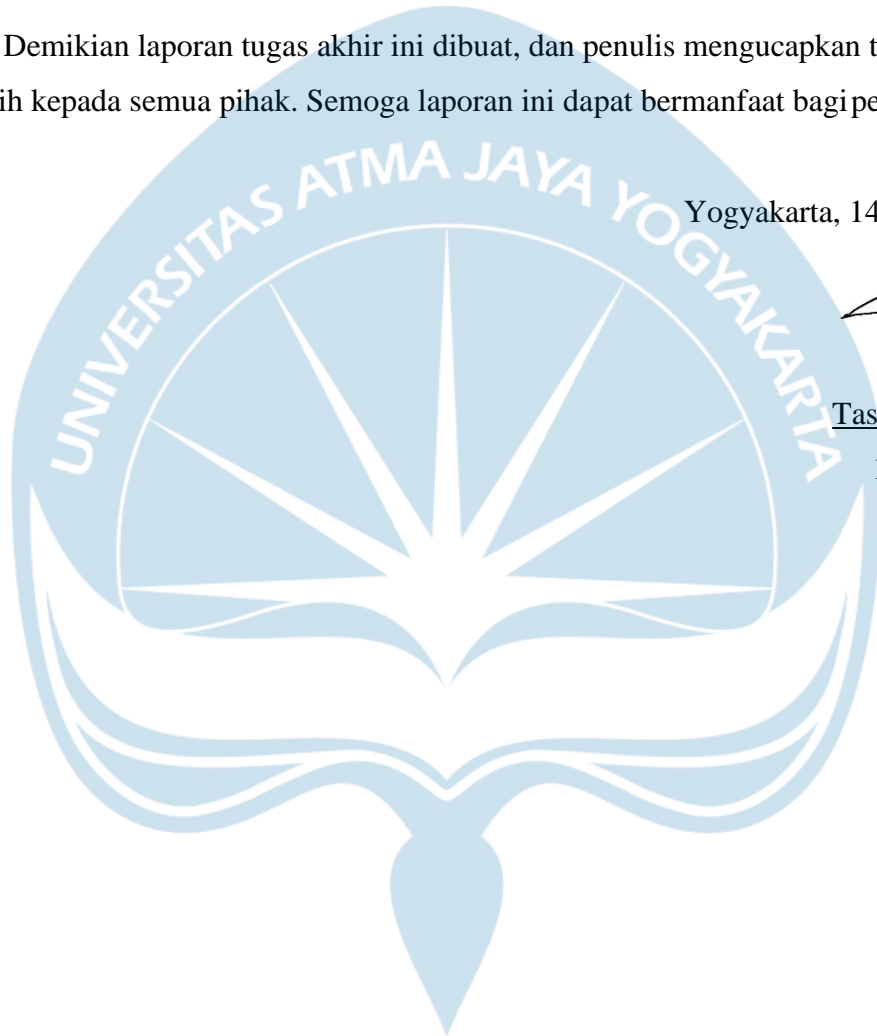 Demikian laporan tugas akhir ini dibuat, dan penulis mengucapkan t
ih kepada semua pihak. Semoga laporan ini dapat bermanfaat bagi pe
UNIVERSITAS ATMA JAYA YOGYAKARTA
Yogyakarta, 14
Tas